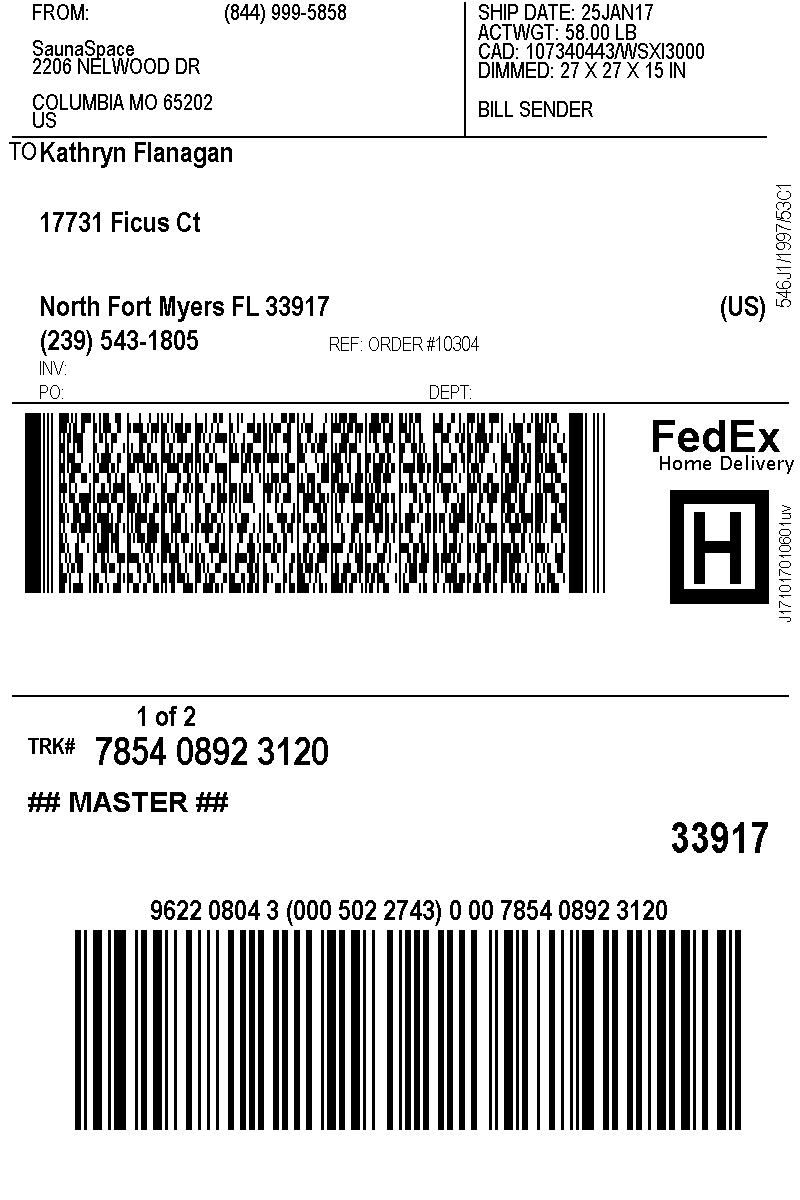 FROM: (844) 999-5858
SaunaSpace
2206 NELWOOD DR
COLUMBIA MO 65202
US
SHIP DATE: 25JAN17
ACTWGT: 58.00 LB
CAD: 107340443/WSXI3000
DIMMED: 27 X 27 X 15 IN
BILL SENDER
TO Kathryn Flanagan
17731 Ficus Ct
North Fort Myers FL 33917 (US)
(239) 543-1805 REF: ORDER #10304
INV:
PO: DEPT:
546J1/1997/53C1
FedEx
Home Delivery
H
J171017010601uv
1 of 2
TRK# 7854 0892 3120
## MASTER ##
33917
9622 0804 3 (000 502 2743) 0 00 7854 0892 3120